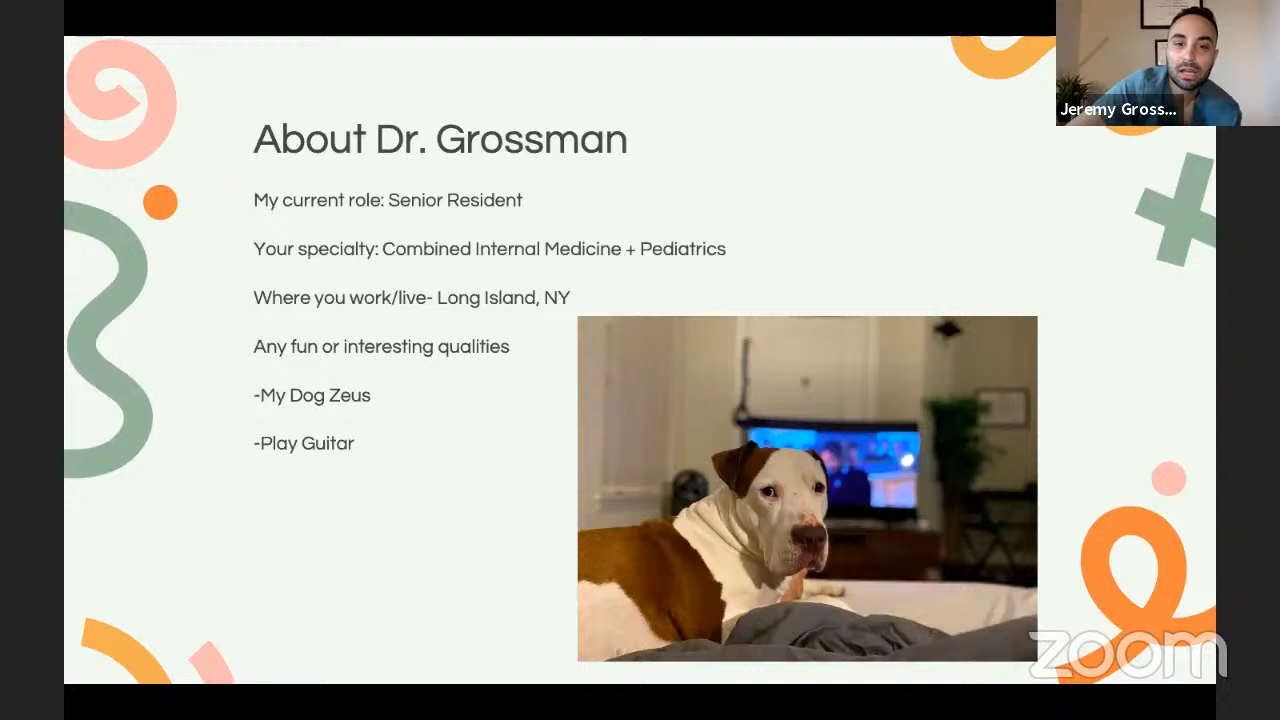 About Dr. Grossman
My current role: Senior Resident
Your specialty: Combined Internal Medicine + Pediatrics
Where you work/live- Long Island, NY
Any fun or interesting qualities
-My Dog Zeus
-Play Guitar
Jeremy Gross...
zoom